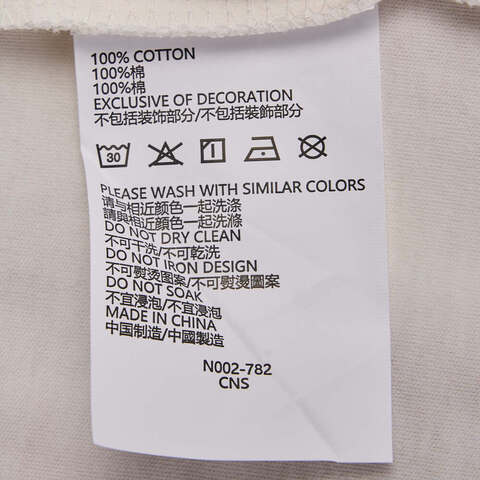 100% COTTON
100%棉
100%棉
EXCLUSIVE OF DECORATION
不包括装饰部分/不包括裝飾部分
30
PLEASE WASH WITH SIMILAR COLORS
请与相近颜色一起洗涤
請與相近顏色一起洗滌
DO NOT DRY CLEAN
不可干洗/不可乾洗
DO NOT IRON DESIGN
不可熨烫图案/不可熨燙圖案
DO NOT SOAK
不宜浸泡/不宜浸泡
MADE IN CHINA
中国制造/中國製造
N002-782
CNS